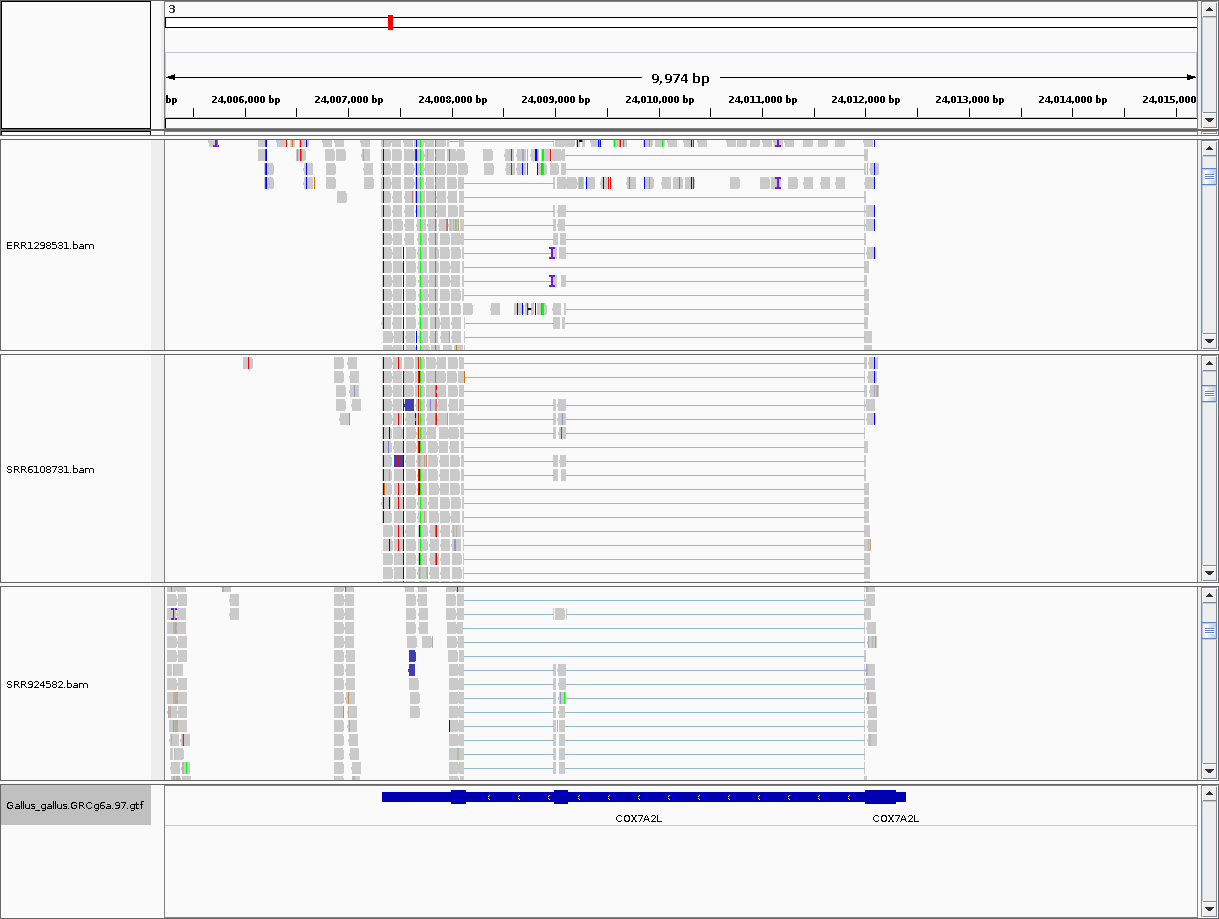 3
9,974 bp
bp 24,006,000 bp 24,007,000 bp 24,008,000 bp 24,009,000 bp 24,010,000 bp 24,011,000 bp 24,012,000 bp 24,013,000 bp 24,014,000 bp 24,015,000
ERR1298531.bam
SRR6108731.bam
SRR924582.bam
Gallus_gallus.GRCg6a.97.gtf
COX7A2L COX7A2L